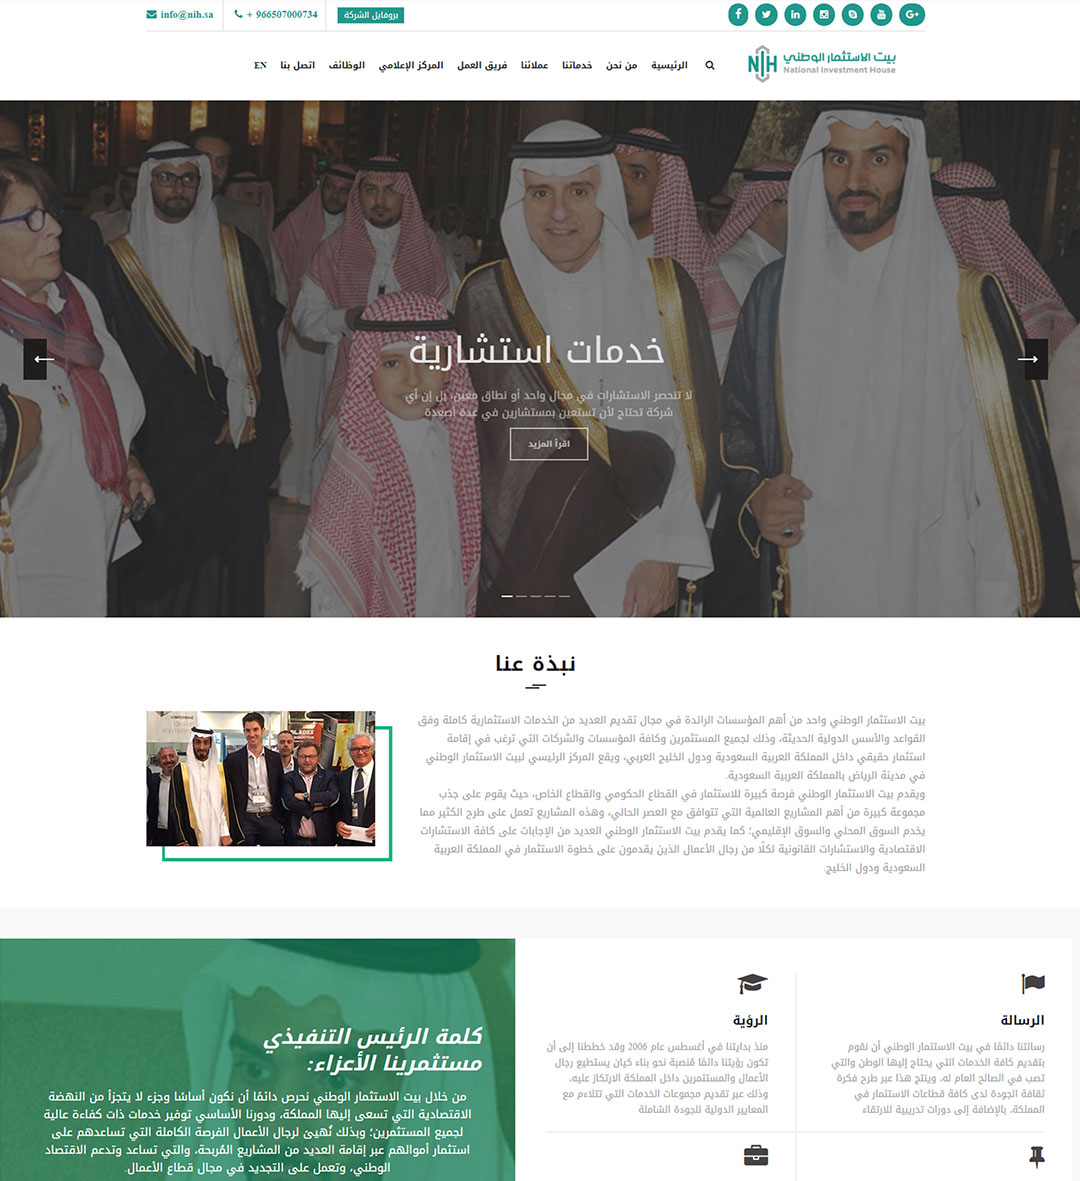 info@nih.sa
+ 966507000734
بروفايل الشركة
بيت الاستثمار الوطني
NIH
National Investment House
الرئيسية من نحن خدماتنا عملائنا فريق العمل المركز الإعلامي الوظائف اتصل بنا EN
خدمات استشارية
لا تنحصر الاستشارات في مجال واحد أو نطاق معين، بل إن أي
شركة تحتاج لأن تستعين بمستشارين في عدة أصعدة
اقرأ المزيد
نبذة عنا
بيت الاستثمار الوطني واحد من أهم المؤسسات الرائدة في مجال تقديم العديد من الخدمات الاستثمارية كاملة وفق
القواعد والأسس الدولية الحديثة، وذلك لجميع المستثمرين وكافة المؤسسات والشركات التي ترغب في إقامة
استثمار حقيقي داخل المملكة العربية السعودية ودول الخليج العربي، ويقع المركز الرئيسي لبيت الاستثمار الوطني
في مدينة الرياض بالمملكة العربية السعودية.
ويقدم بيت الاستثمار الوطني فرصة كبيرة للاستثمار في القطاع الحكومي والقطاع الخاص، حيث يقوم على جذب
مجموعة كبيرة من أهم المشاريع العالمية التي تتوافق مع العصر الحالي، وهذه المشاريع تعمل على طرح الكثير مما
يخدم السوق المحلي والسوق الإقليمي؛ كما يقدم بيت الاستثمار الوطني العديد من الإجابات على كافة الاستشارات
الاقتصادية والاستشارات القانونية لكلًا من رجال الأعمال الذين يقدمون على خطوة الاستثمار في المملكة العربية
السعودية ودول الخليج.
الرسالة
رسالتنا دائمًا في بيت الاستثمار الوطني أن نقوم
بتقديم كافة الخدمات التي يحتاج إليها الوطن والتي
تصب في الصالح العام له، وينتج هذا عبر طرح فكرة
ثقافة الجودة لدى كافة قطاعات الاستثمار في
المملكة، بالإضافة إلى دورات تدريبية للارتقاء
الرؤية
منذ بدايتنا في أغسطس عام 2006 وقد خططنا إلى أن
تكون رؤيتنا دائمًا مُنصبة نحو بناء كيان يستطيع رجال
الأعمال والمستثمرين داخل المملكة الارتكاز عليه،
وذلك عبر تقديم مجموعات الخدمات التي تتلاءم مع
المعايير الدولية للجودة الشاملة
كلمة الرئيس التنفيذي
مستثمرينا الأعزاء:
من خلال بيت الاستثمار الوطني نحرص دائمًا أن نكون أساسًا وجزء لا يتجزأ من النهضة
الاقتصادية التي تسعى إليها المملكة، ودورنا الأساسي توفير خدمات ذات كفاءة عالية
لجميع المستثمرين؛ وبذلك نُهيئ لرجال الأعمال الفرصة الكاملة التي تساعدهم على
استثمار أموالهم عبر إقامة العديد من المشاريع المُربحة، والتي تساعد وتدعم الاقتصاد
الوطني، وتعمل على التجديد في مجال قطاع الأعمال.